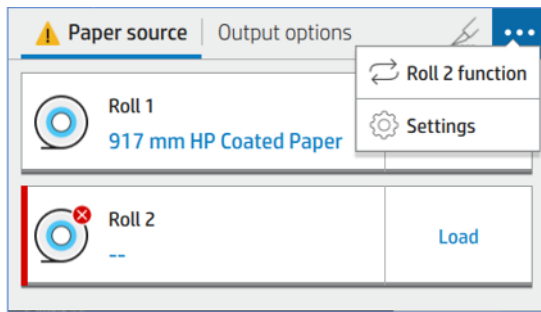 Paper source
Output options
Roll 2 function
Settings
Roll 1
917 mm HP Coated Paper
Roll 2
--
Load